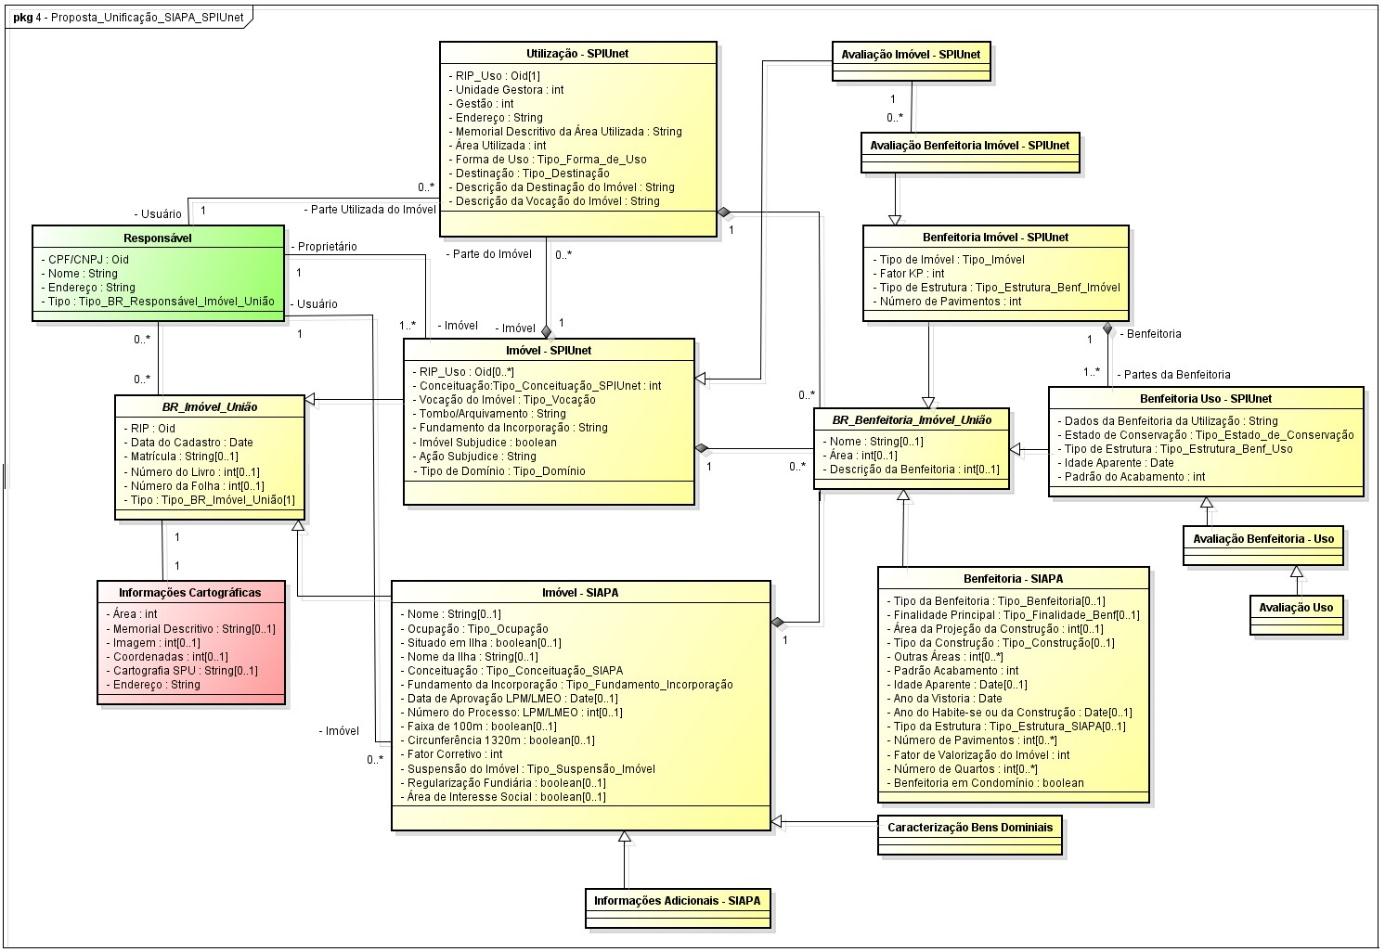 pkg 4 - Proposta_Unificação_SIAPA_SPIUnet
Utilização - SPIUnet
- RIP_Uso : Oid[1]
- Unidade Gestora : int
- Gestão : int
- Endereço : String
- Memorial Descritivo da Área Utilizada : String
- Área Utilizada : int
- Forma de Uso : Tipo_Forma_de_Uso
- Destinação : Tipo_Destinação
- Descrição da Destinação do Imóvel : String
- Descrição da Vocação do Imóvel : String
Avaliação Imóvel - SPIUnet
1
0..*
Avaliação Benfeitoria Imóvel - SPIUnet
0..*
- Usuário
1
- Parte Utilizada do Imóvel
1
Responsável
- CPF/CNPJ : Oid
- Nome : String
- Endereço : String
- Tipo : Tipo_BR_Responsável_Imóvel_União
- Proprietário
1
- Usuário
1
- Parte do Imóvel
0..*
Benfeitoria Imóvel - SPIUnet
- Tipo de Imóvel : Tipo_Imóvel
- Fator KP : int
- Tipo de Estrutura : Tipo_Estrutura_Benf_Imóvel
- Número de Pavimentos : int
1..*
- Imóvel
- Imóvel
1
0..*
0..*
1
- Benfeitoria
1..*
- Partes da Benfeitoria
Imóvel - SPIUnet
- RIP_Uso : Oid[0..*]
- Conceituação:Tipo_Conceituação_SPIUnet : int
- Vocação do Imóvel : Tipo_Vocação
- Tombo/Arquivamento : String
- Fundamento da Incorporação : String
- Imóvel Subjudice : boolean
- Ação Subjudice : String
- Tipo de Domínio : Tipo_Domínio
BR_Imóvel_União
- RIP : Oid
- Data do Cadastro : Date
- Matrícula : String[0..1]
- Número do Livro : int[0..1]
- Número da Folha : int[0..1]
- Tipo : Tipo_BR_Imóvel_União[1]
0..*
1
0..*
BR_Benfeitoria_Imóvel_União
- Nome : String[0..1]
- Área : int[0..1]
- Descrição da Benfeitoria : int[0..1]
Benfeitoria Uso - SPIUnet
- Dados da Benfeitoria da Utilização : String
- Estado de Conservação : Tipo_Estado_de_Conservação
- Tipo de Estrutura : Tipo_Estrutura_Benf_Uso
- Idade Aparente : Date
- Padrão do Acabamento : int
1
1
Avaliação Benfeitoria - Uso
Avaliação Uso
Informações Cartográficas
- Área : int
- Memorial Descritivo : String[0..1]
- Imagem : int[0..1]
- Coordenadas : int[0..1]
- Cartografia SPU : String[0..1]
- Endereço : String
Imóvel - SIAPA
- Nome : String[0..1]
- Ocupação : Tipo_Ocupação
- Situado em Ilha : boolean[0..1]
- Nome da Ilha : String[0..1]
- Conceituação : Tipo_Conceituação_SIAPA
- Fundamento da Incorporação : Tipo_Fundamento_Incorporação
- Data de Aprovação LPM/LMEO : Date[0..1]
- Número do Processo: LPM/LMEO : int[0..1]
- Faixa de 100m : boolean[0..1]
- Circunferência 1320m : boolean[0..1]
- Fator Corretivo : int
- Suspensão do Imóvel : Tipo_Suspensão_Imóvel
- Regularização Fundiária : boolean[0..1]
- Área de Interesse Social : boolean[0..1]
1
- Imóvel
0..*
Benfeitoria - SIAPA
- Tipo da Benfeitoria : Tipo_Benfeitoria[0..1]
- Finalidade Principal : Tipo_Finalidade_Benf[0..1]
- Área da Projeção da Construção : int[0..1]
- Tipo da Construção : Tipo_Construção[0..1]
- Outras Áreas : int[0..*]
- Padrão Acabamento : int
- Idade Aparente : Date[0..1]
- Ano da Vistoria : Date
- Ano do Habite-se ou da Construção : Date[0..1]
- Tipo da Estrutura : Tipo_Estrutura_SIAPA[0..1]
- Número de Pavimentos : int[0..*]
- Fator de Valorização do Imóvel : int
- Número de Quartos : int[0..*]
- Benfeitoria em Condomínio : boolean
Caracterização Bens Dominiais
Informações Adicionais - SIAPA